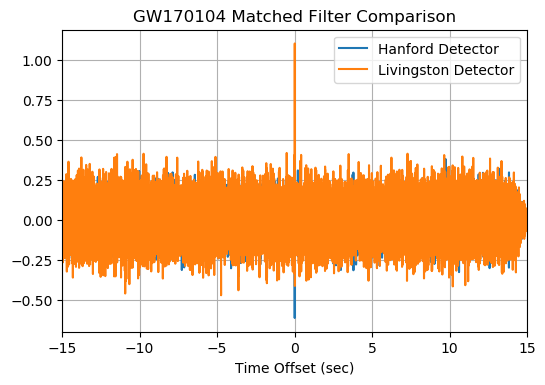 GW170104 Matched Filter Comparison
Hanford Detector
Livingston Detector
1.00
0.75
0.50
0.25
0.00
−0.25
−0.50
−15 −10 −5 0 5 10 15
Time Offset (sec)